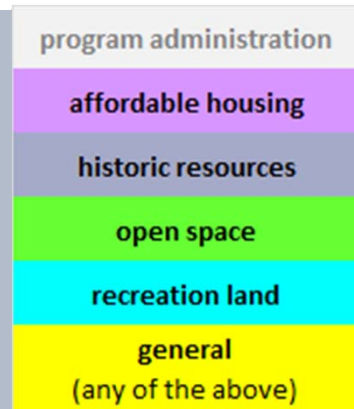 program administration
affordable housing
historic resources
open space
recreation land
general
(any of the above)